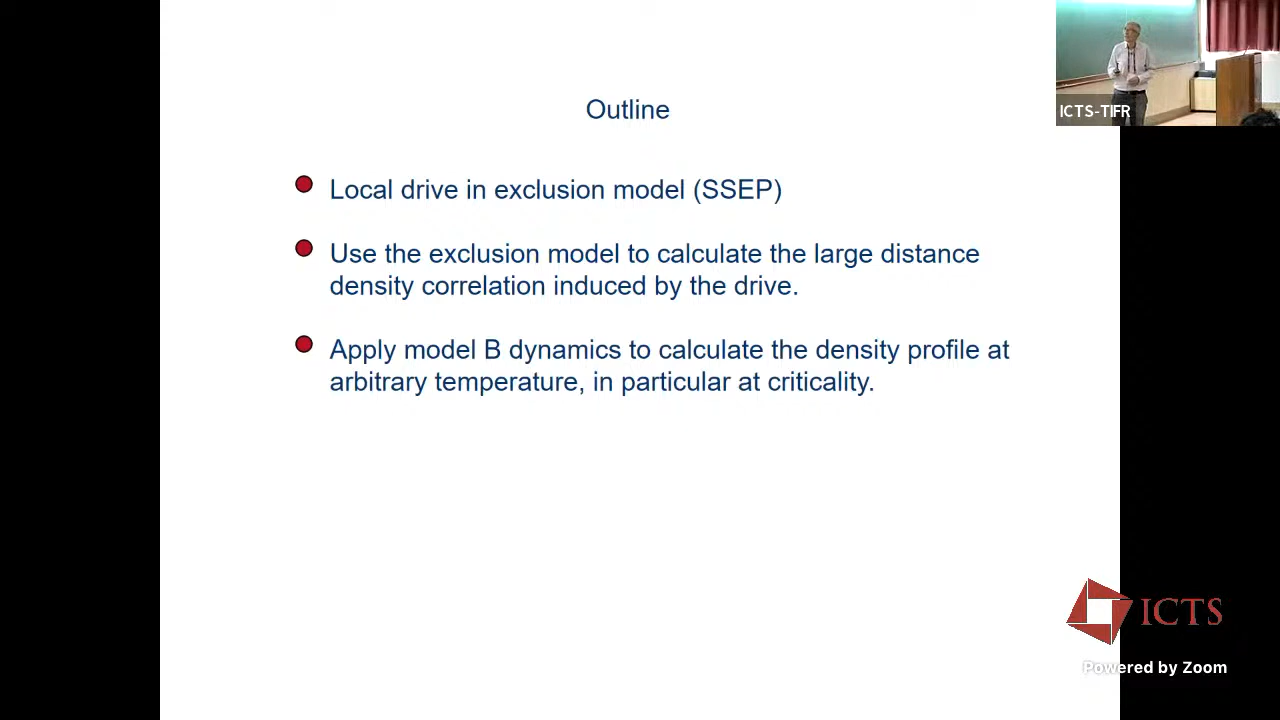 Outline
Local drive in exclusion model (SSEP)
Use the exclusion model to calculate the large distance
density correlation induced by the drive.
Apply model B dynamics to calculate the density profile at
arbitrary temperature, in particular at criticality.
ICTS-TIFR
ICTS
Powered by Zoom